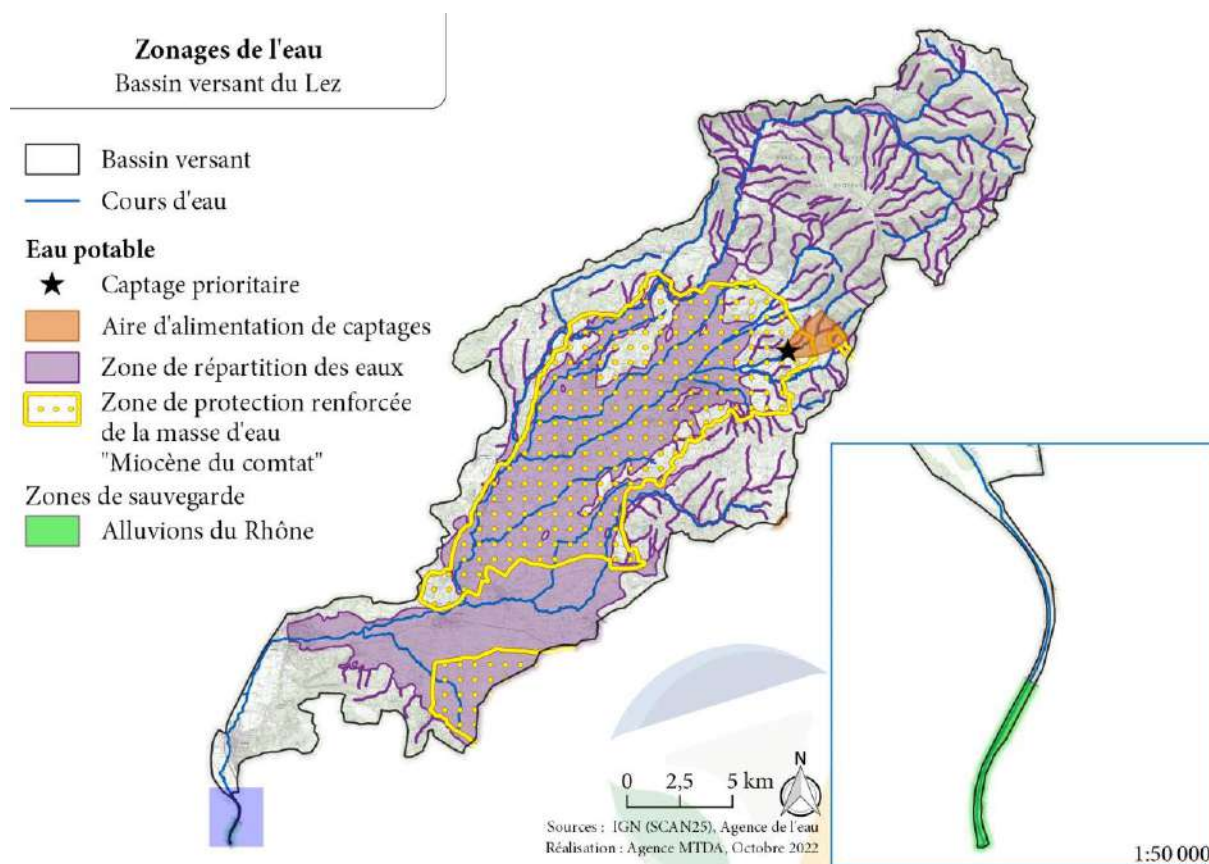 Zonages de l'eau
Bassin versant du Lez
Bassin versant
Cours d'eau
Eau potable
Captage prioritaire
Aire d'alimentation de captages
Zone de répartition des eaux
Zone de protection renforcée
de la masse d'eau
"Miocène du comtat"
Zones de sauvegarde
Alluvions du Rhône
N
0 2,5 5 km
Sources : IGN (SCAN25), Agence de l'eau
Réalisation : Agence MTDA, Octobre 2022
1:50 000